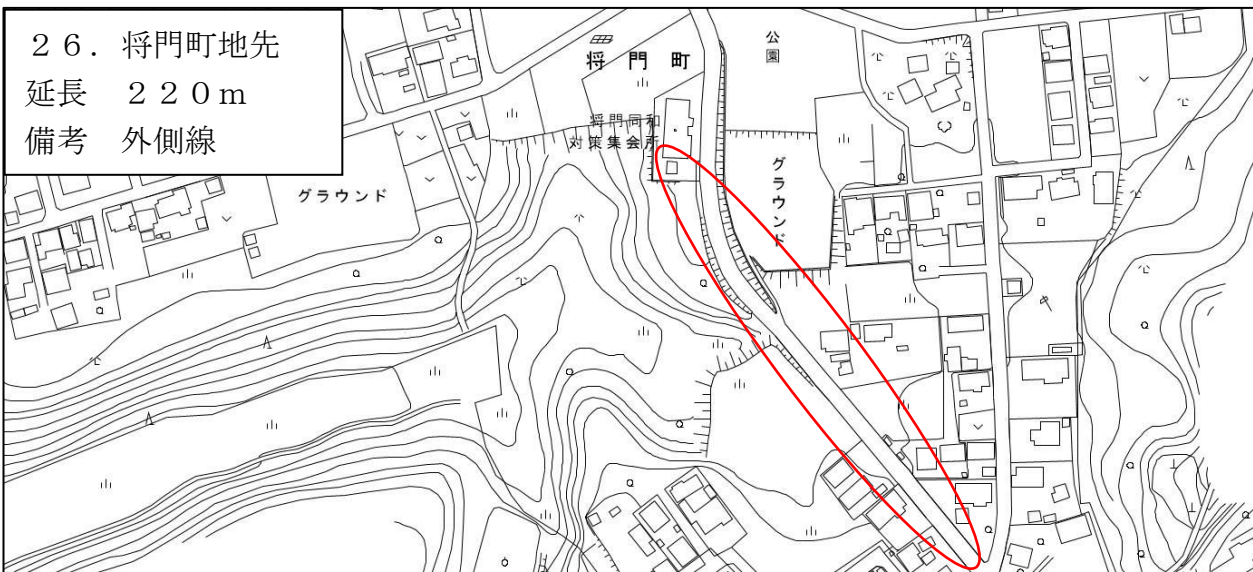 ２６．将門町地先
延長　２２０ｍ
備考　外側線
将門町
公園
将門同和
対策集会所
グラウンド
グラウンド